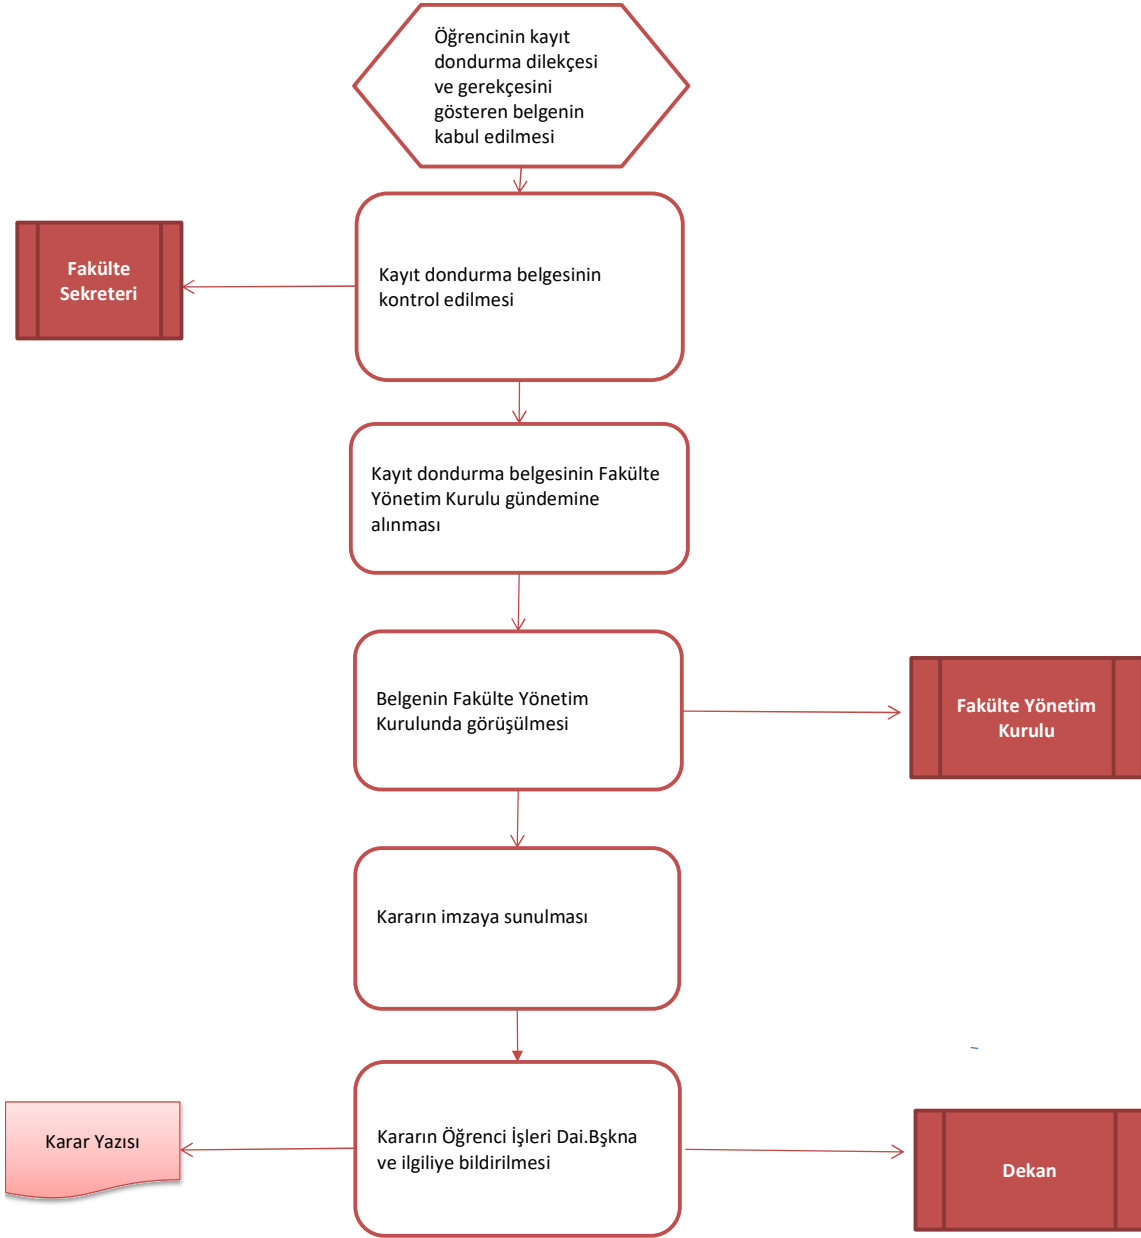 Öğrencinin kayıt
dondurma dilekçesi
ve gerekçesini
gösteren belgenin
kabul edilmesi
Fakülte
Sekreteri
Kayıt dondurma belgesinin
kontrol edilmesi
Kayıt dondurma belgesinin Fakülte
Yönetim Kurulu gündemine
alınması
Belgenin Fakülte Yönetim
Kurulunda görüşülmesi
Fakülte Yönetim
Kurulu
Kararın imzaya sunulması
Karar Yazısı
Kararın Öğrenci İşleri Dai.Bşkna
ve ilgiliye bildirilmesi
Dekan